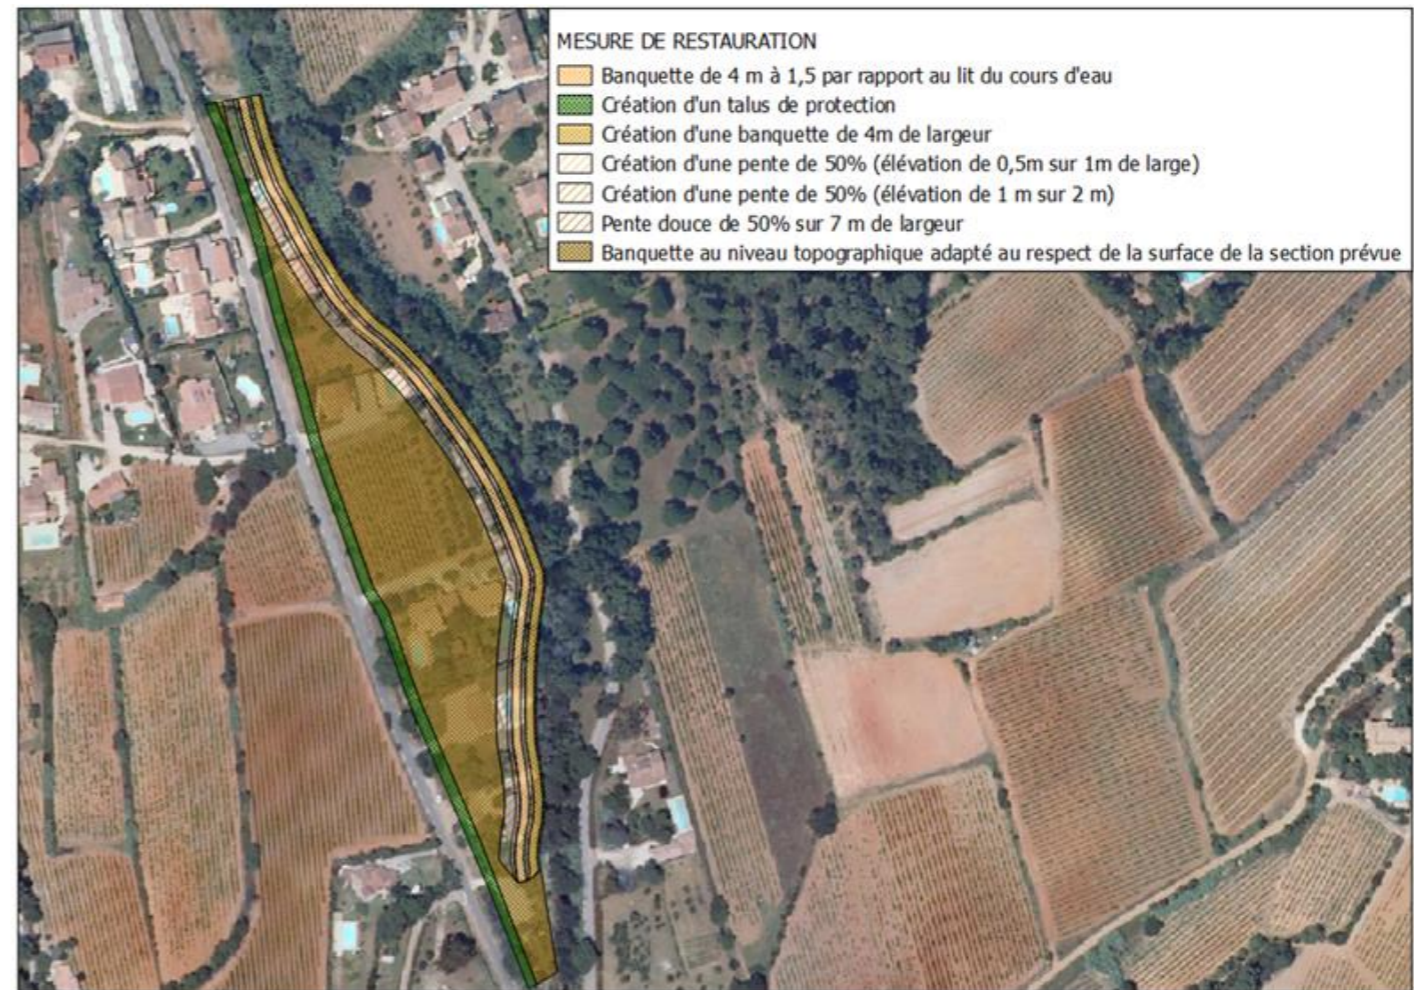 MESURE DE RESTAURATION
Banquette de 4 m à 1,5 par rapport au lit du cours d'eau
Création d'un talus de protection
Création d'une banquette de 4m de largeur
Création d'une pente de 50% (élévation de 0,5m sur 1m de large)
Création d'une pente de 50% (élévation de 1 m sur 2 m)
Pente douce de 50% sur 7 m de largeur
Banquette au niveau topographique adapté au respect de la surface de la section prévue